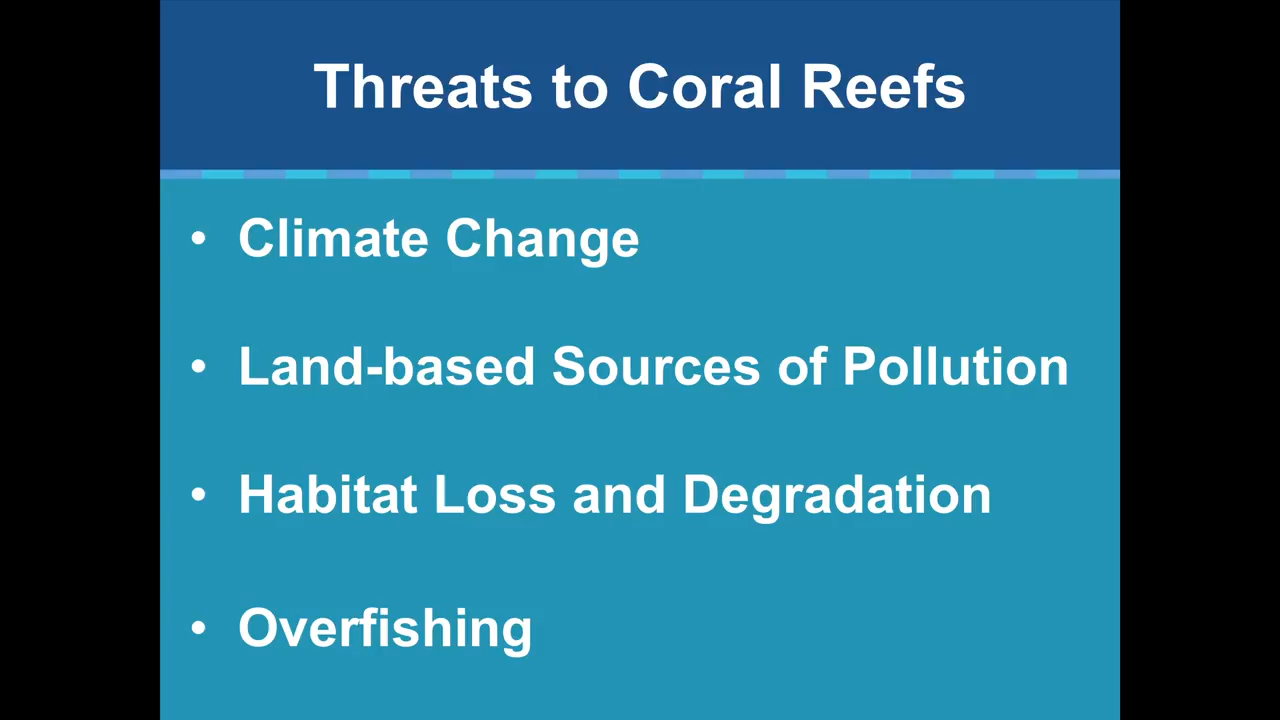 Threats to Coral Reefs
• Climate Change
• Land-based Sources of Pollution
• Habitat Loss and Degradation
• Overfishing